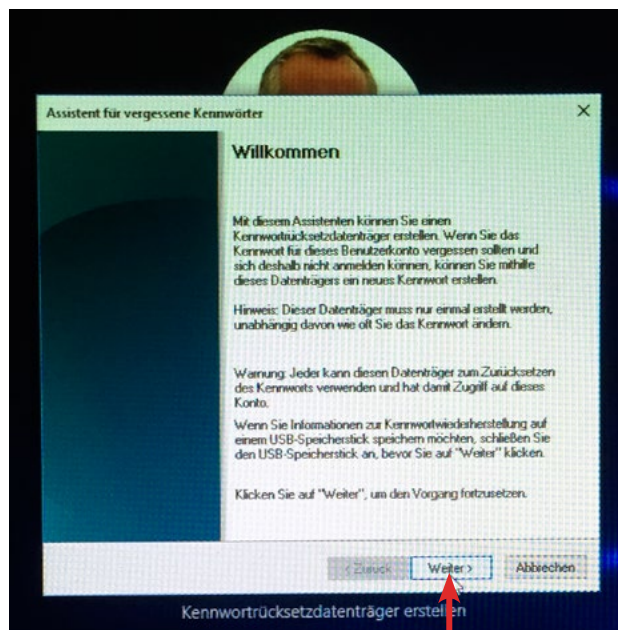 Assistent für vergessene Kennwörter
Willkommen
Mit diesem Assistenten können Sie einen
Kennwortrücksetzdatenträger erstellen. Wenn Sie das
Kennwort für dieses Benutzerkonto vergessen sollten und
sich deshalb nicht anmelden können, können Sie mithilfe
dieses Datenträgers ein neues Kennwort erstellen.
Hinweis: Dieser Datenträger muss nur einmal erstellt werden,
unabhängig davon wie oft Sie das Kennwort ändern.
Warnung: Jeder kann diesen Datenträger zum Zurücksetzen
des Kennworts verwenden und hat damit Zugriff auf dieses
Konto.
Wenn Sie Informationen zur Kennwortwiederherstellung auf
einem USB-Speicherstick speichern möchten, schließen Sie
den USB-Speicherstick an, bevor Sie auf "Weiter" klicken.
Klicken Sie auf "Weiter", um den Vorgang fortzusetzen.
< Zurück
Weiter >
Abbrechen
Kennwortrücksetzdatenträger erstellen